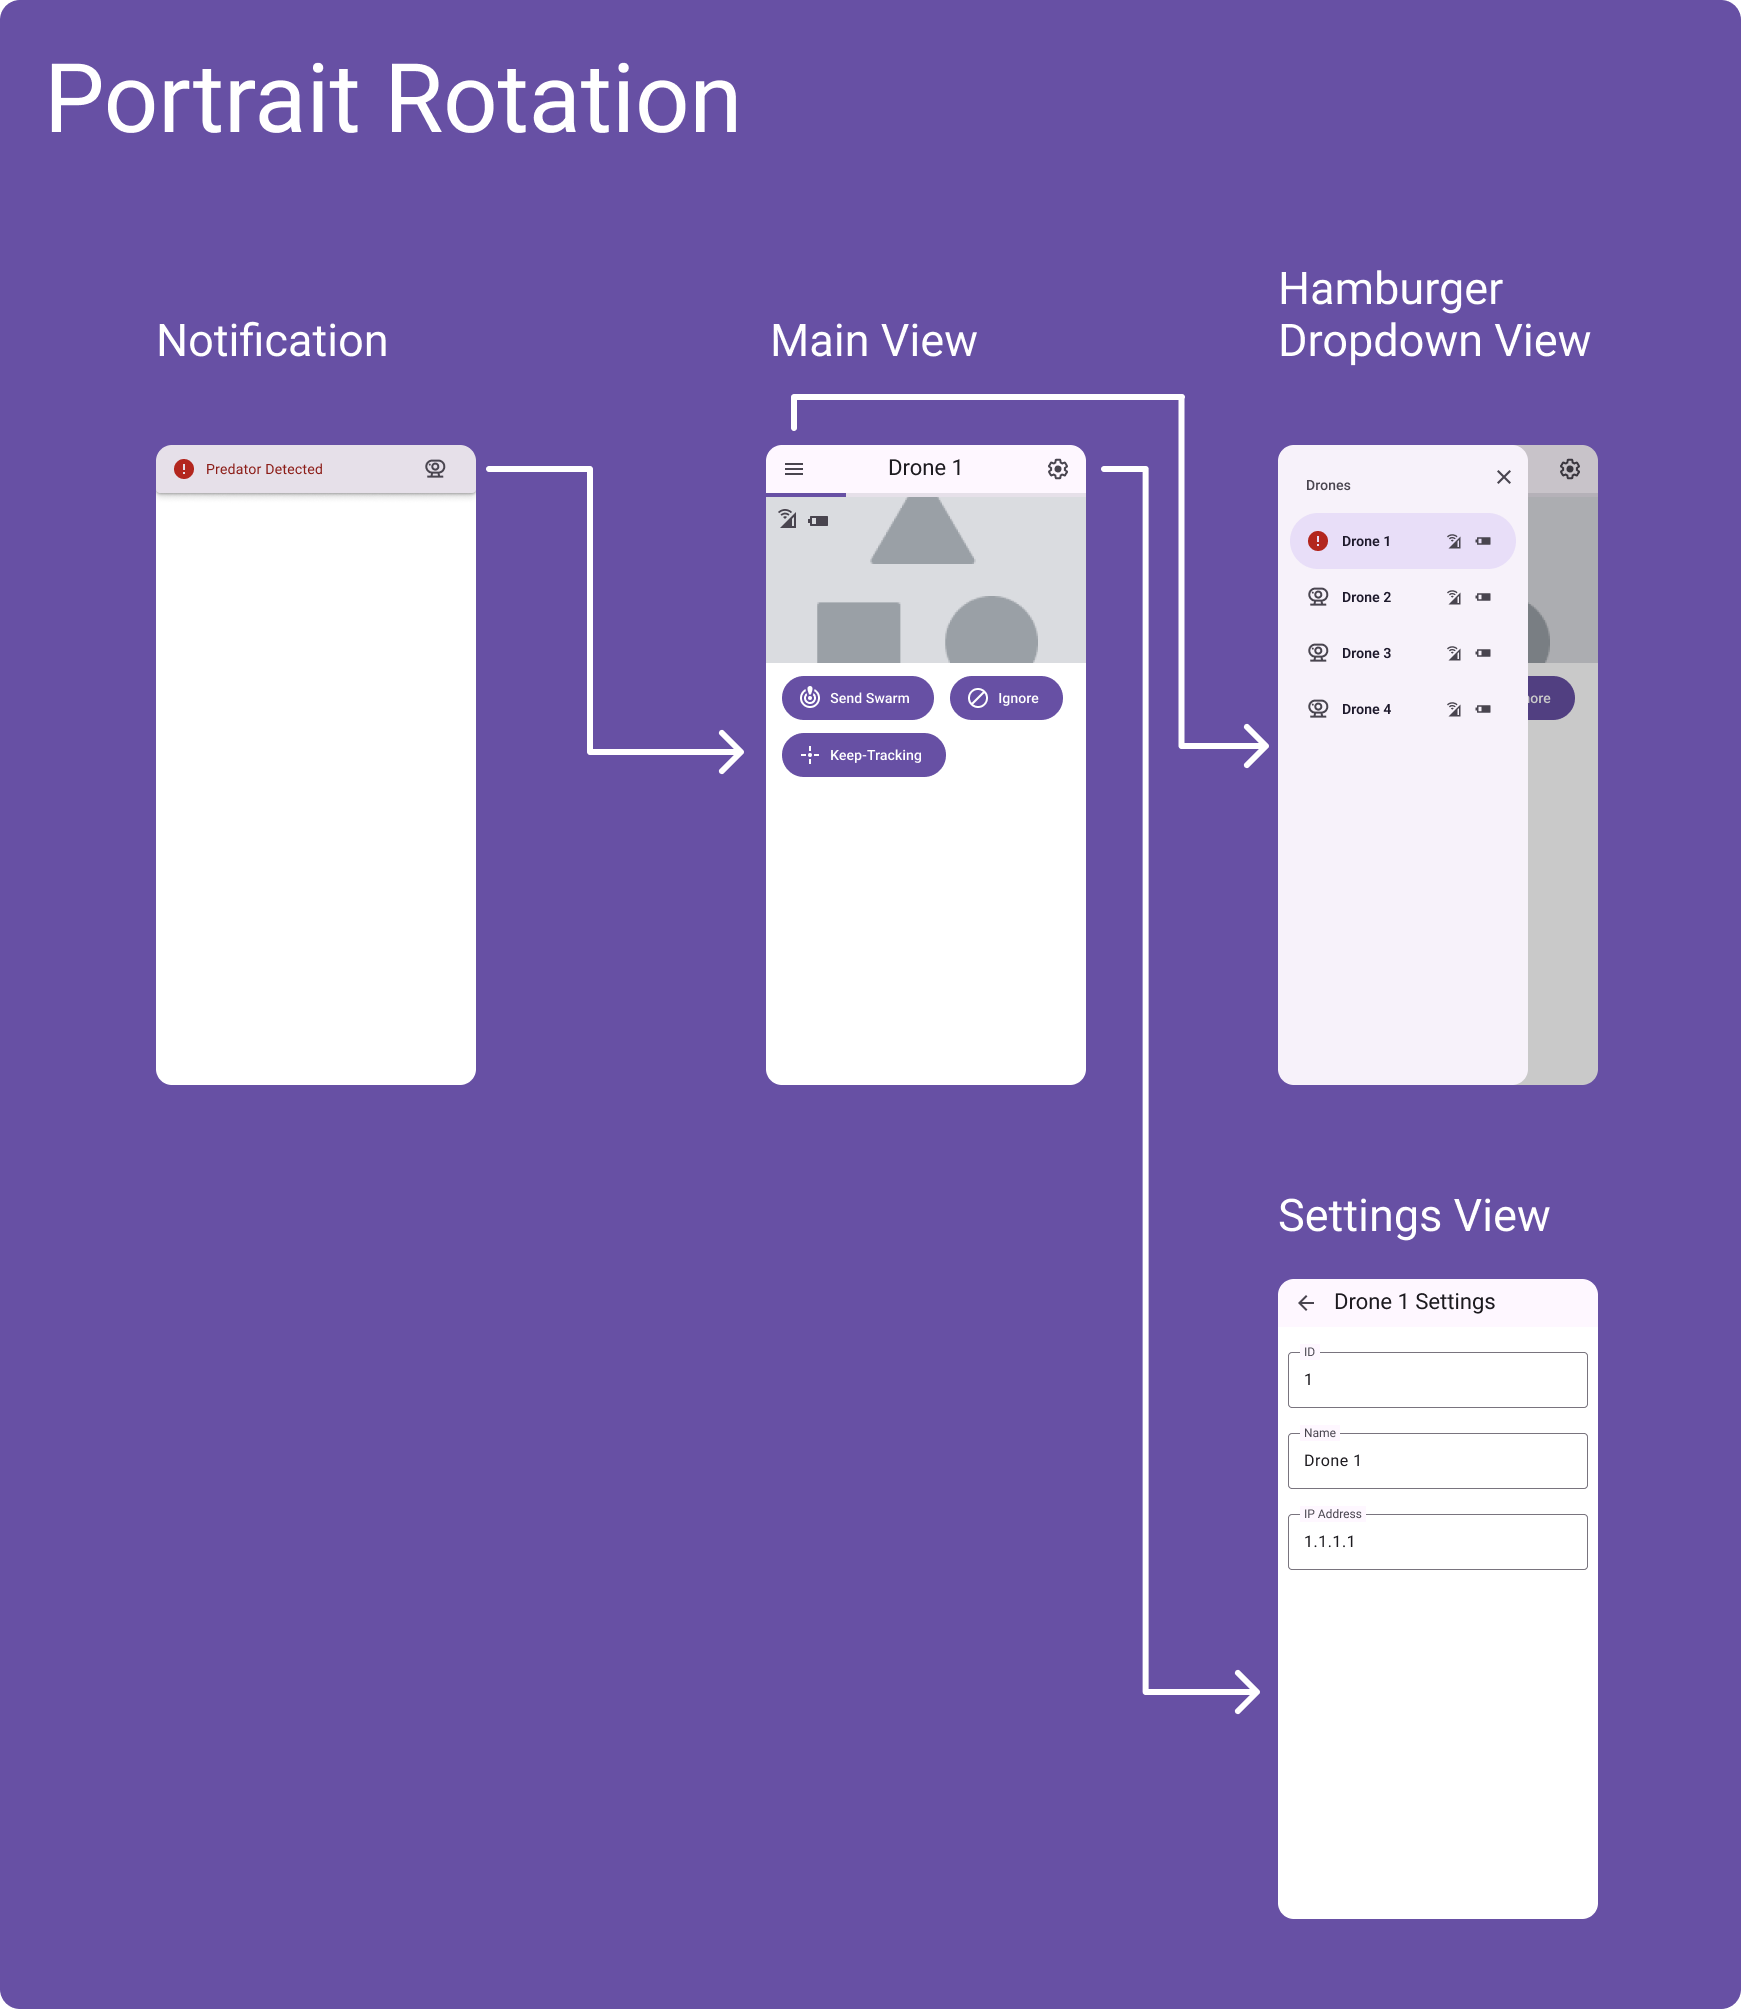 Portrait Rotation
Notification
Main View
Hamburger
Dropdown View
Predator Detected
Drone 1
Send Swarm
Ignore
Keep-Tracking
Drones
Drone 1
Drone 2
Drone 3
Drone 4
ore
Settings View
Drone 1 Settings
ID
1
Name
Drone 1
IP Address
1.1.1.1